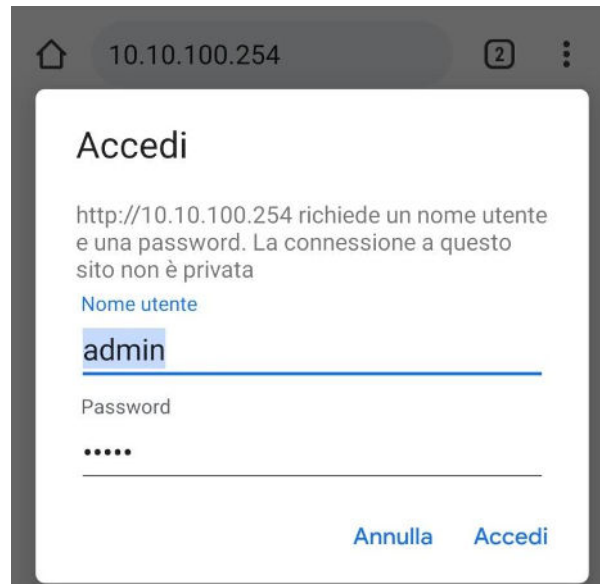 10.10.100.254
2
Accedi
http://10.10.100.254 richiede un nome utente
e una password. La connessione a questo
sito non è privata
Nome utente
admin
Password
•••••
Annulla
Accedi